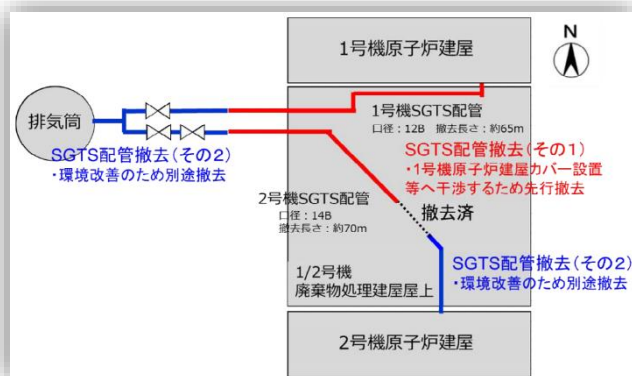 1号機原子炉建屋
N
排気筒
1号機SGTS配管
口径:12B 撤去長さ:約65m
SGTS配管撤去(その2)
・環境改善のため別途撤去
SGTS配管撤去(その1)
・1号機原子炉建屋カバー設置
等へ干渉するため先行撤去
2号機SGTS配管
口径:14B
撤去長さ:約70m
撤去済
SGTS配管撤去(その2)
・環境改善のため別途撤去
1/2号機
廃棄物処理建屋屋上
2号機原子炉建屋